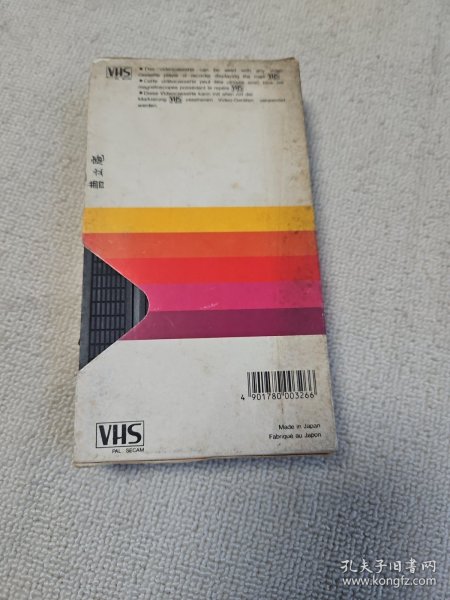 VHS
● This videocassette can be used with any video
cassette player or recorder displaying the mark VHS.
● Cette vidéocassette peut être utilisée avec tous les
magnétoscopes possédant le repère VHS.
● Diese Videocassette kann mit allen mit der
Markierung VHS versehenen Video-Geräten verwendet
werden.
4 901780 003266
Made in Japan
Fabriqué au Japon
VHS
PAL SECAM
孔夫子旧书网
www.kongfz.com